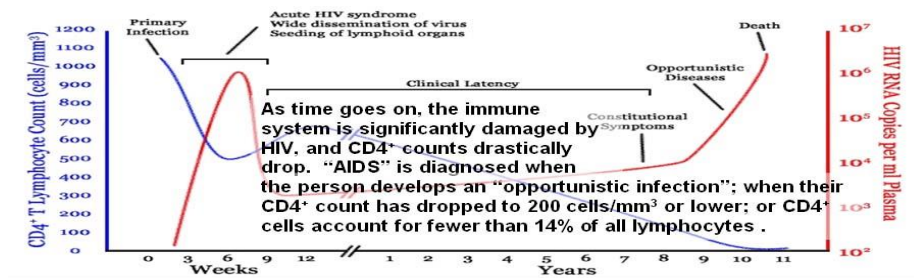 Primary
Infection
Acute HIV syndrome
Wide dissemination of virus
Seeding of lymphoid organs
Death
Opportunistic
Diseases
Clinical Latency
Constitutional
Symptoms
As time goes on, the immune
system is significantly damaged by
HIV, and CD4⁺ counts drastically
drop. “AIDS” is diagnosed when
the person develops an “opportunistic infection”; when their
CD4⁺ count has dropped to 200 cells/mm³ or lower; or CD4⁺
cells account for fewer than 14% of all lymphocytes .
CD4⁺ T Lymphocyte Count (cells/mm³)
1200
1100
1000
900
800
700
600
500
400
300
200
100
0
HIV RNA Copies per ml Plasma
10⁷
10⁶
10⁵
10⁴
10³
10²
0 3 6 9 12 1 2 3 4 5 6 7 8 9 10 11
Weeks Years